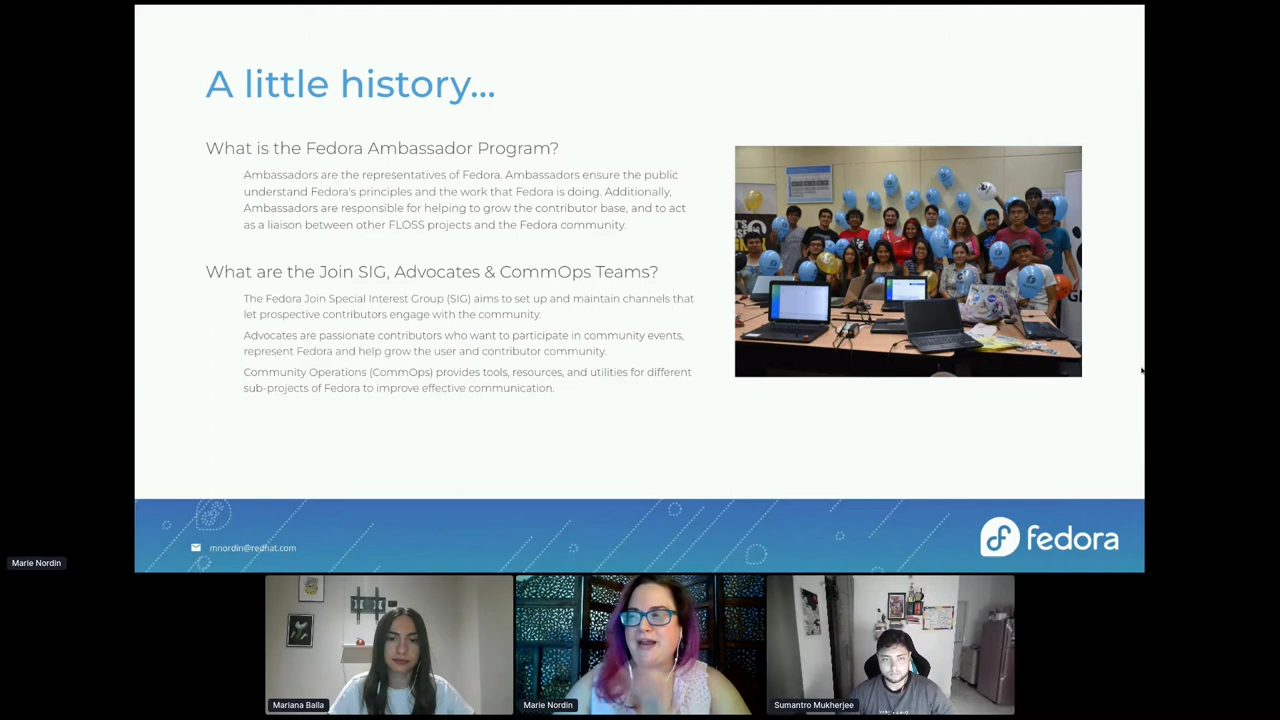 A little history...
What is the Fedora Ambassador Program?
Ambassadors are the representatives of Fedora. Ambassadors ensure the public
understand Fedora's principles and the work that Fedora is doing. Additionally,
Ambassadors are responsible for helping to grow the contributor base, and to act
as a liaison between other FLOSS projects and the Fedora community.
What are the Join SIG, Advocates & CommOps Teams?
The Fedora Join Special Interest Group (SIG) aims to set up and maintain channels that
let prospective contributors engage with the community.
Advocates are passionate contributors who want to participate in community events,
represent Fedora and help grow the user and contributor community.
Community Operations (CommOps) provides tools, resources, and utilities for different
sub-projects of Fedora to improve effective communication.
mnordin@redhat.com
fedora
Marie Nordin
Mariana Balla
Marie Nordin
Sumantro Mukherjee